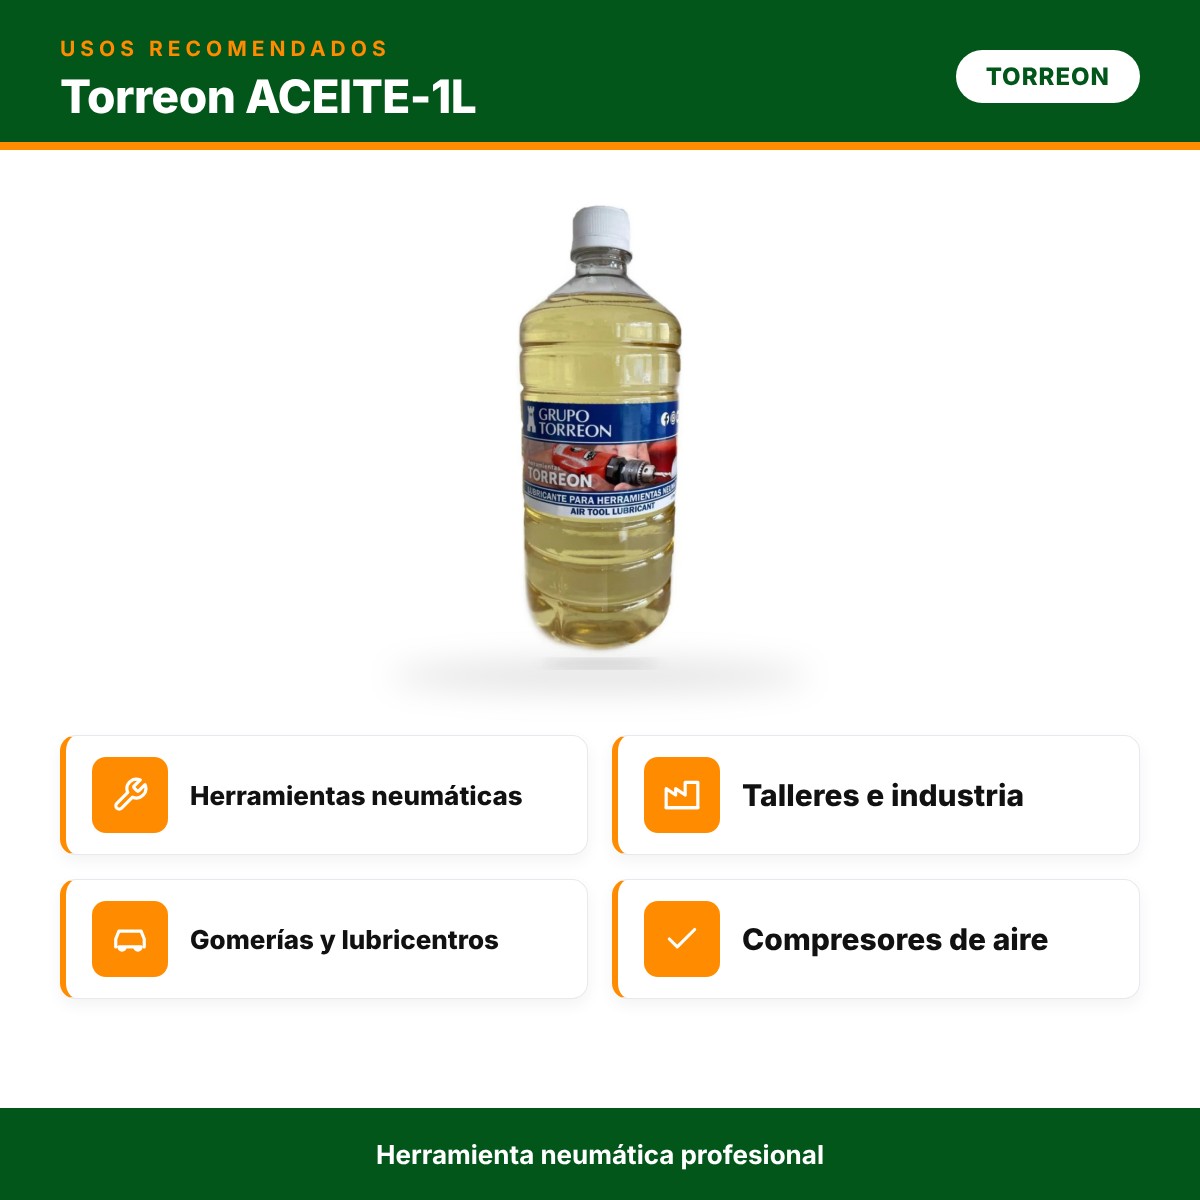 USOS RECOMENDADOS
Torreon ACEITE-1L
TORREON
GRUPO
TORREON
TORREON
LUBRICANTE PARA HERRAMIENTAS
AIR TOOL LUBRICANT
Herramientas neumáticas
Talleres e industria
Gomerías y lubricentros
Compresores de aire
Herramienta neumática profesional